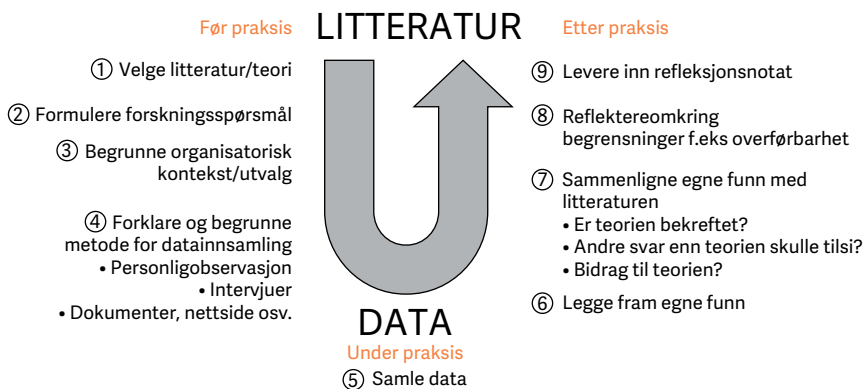 Før praksis
LITTERATUR
Etter praksis
① Velge litteratur/teori
② Formulere forskningsspørsmål
③ Begrunne organisatorisk
kontekst/utvalg
④ Forklare og begrunne
metode for datainnsamling
• Personligobservasjon
• Intervjuer
• Dokumenter, nettside osv.
DATA
Under praksis
⑤ Samle data
⑨ Levere inn refleksjonsnotat
⑧ Reflektereomkring
begrensninger f.eks overførbarhet
⑦ Sammenligne egne funn med
litteraturen
• Er teorien bekreftet?
• Andre svar enn teorien skulle tilsi?
• Bidrag til teorien?
⑥ Legge fram egne funn